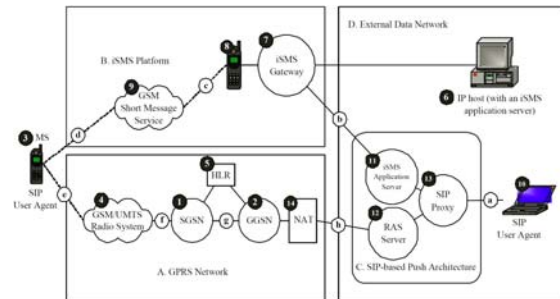 D. External Data Network
B. iSMS Platform
8
7
iSMS
Gateway
9
GSM
Short Message
Service
c
d
6 IP host (with an iSMS
application server)
b
3 MS
SIP
User Agent
e
5
HLR
4
GSM/UMTS
Radio System
f
1
SGSN
g
2
GGSN
14
NAT
h
11
iSMS
Application
Server
13
SIP
Proxy
12
RAS
Server
a
10
SIP
User Agent
A. GPRS Network
C. SIP-based Push Architecture